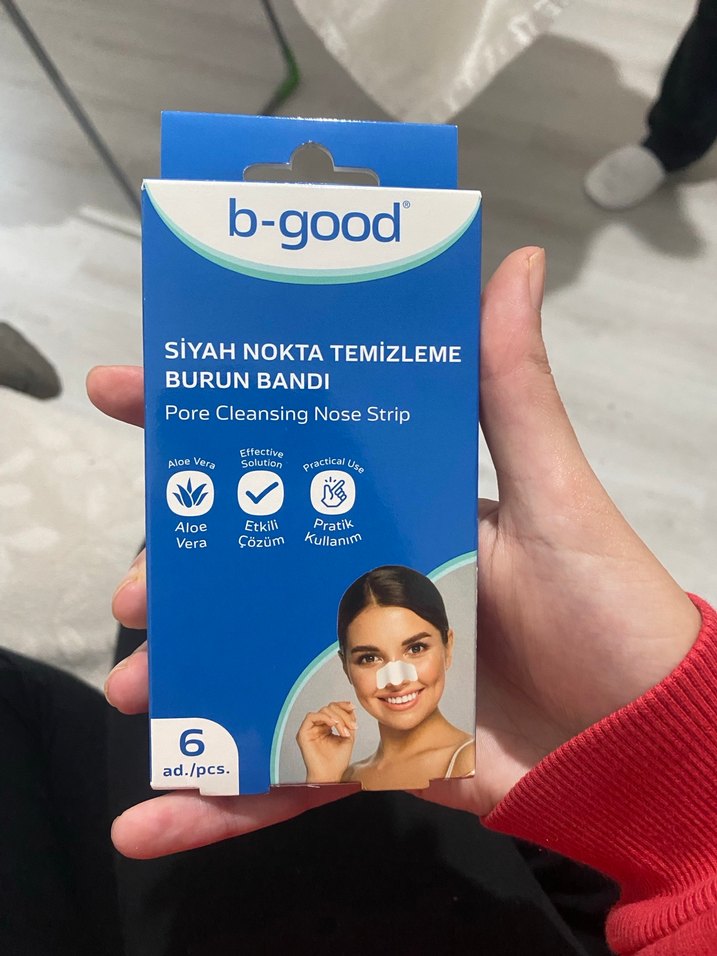 b-good®
SİYAH NOKTA TEMİZLEME
BURUN BANDI
Pore Cleansing Nose Strip
Aloe Vera
Aloe
Vera
Effective
Solution
Etkili
Çözüm
Practical Use
Pratik
Kullanım
6
ad./pcs.